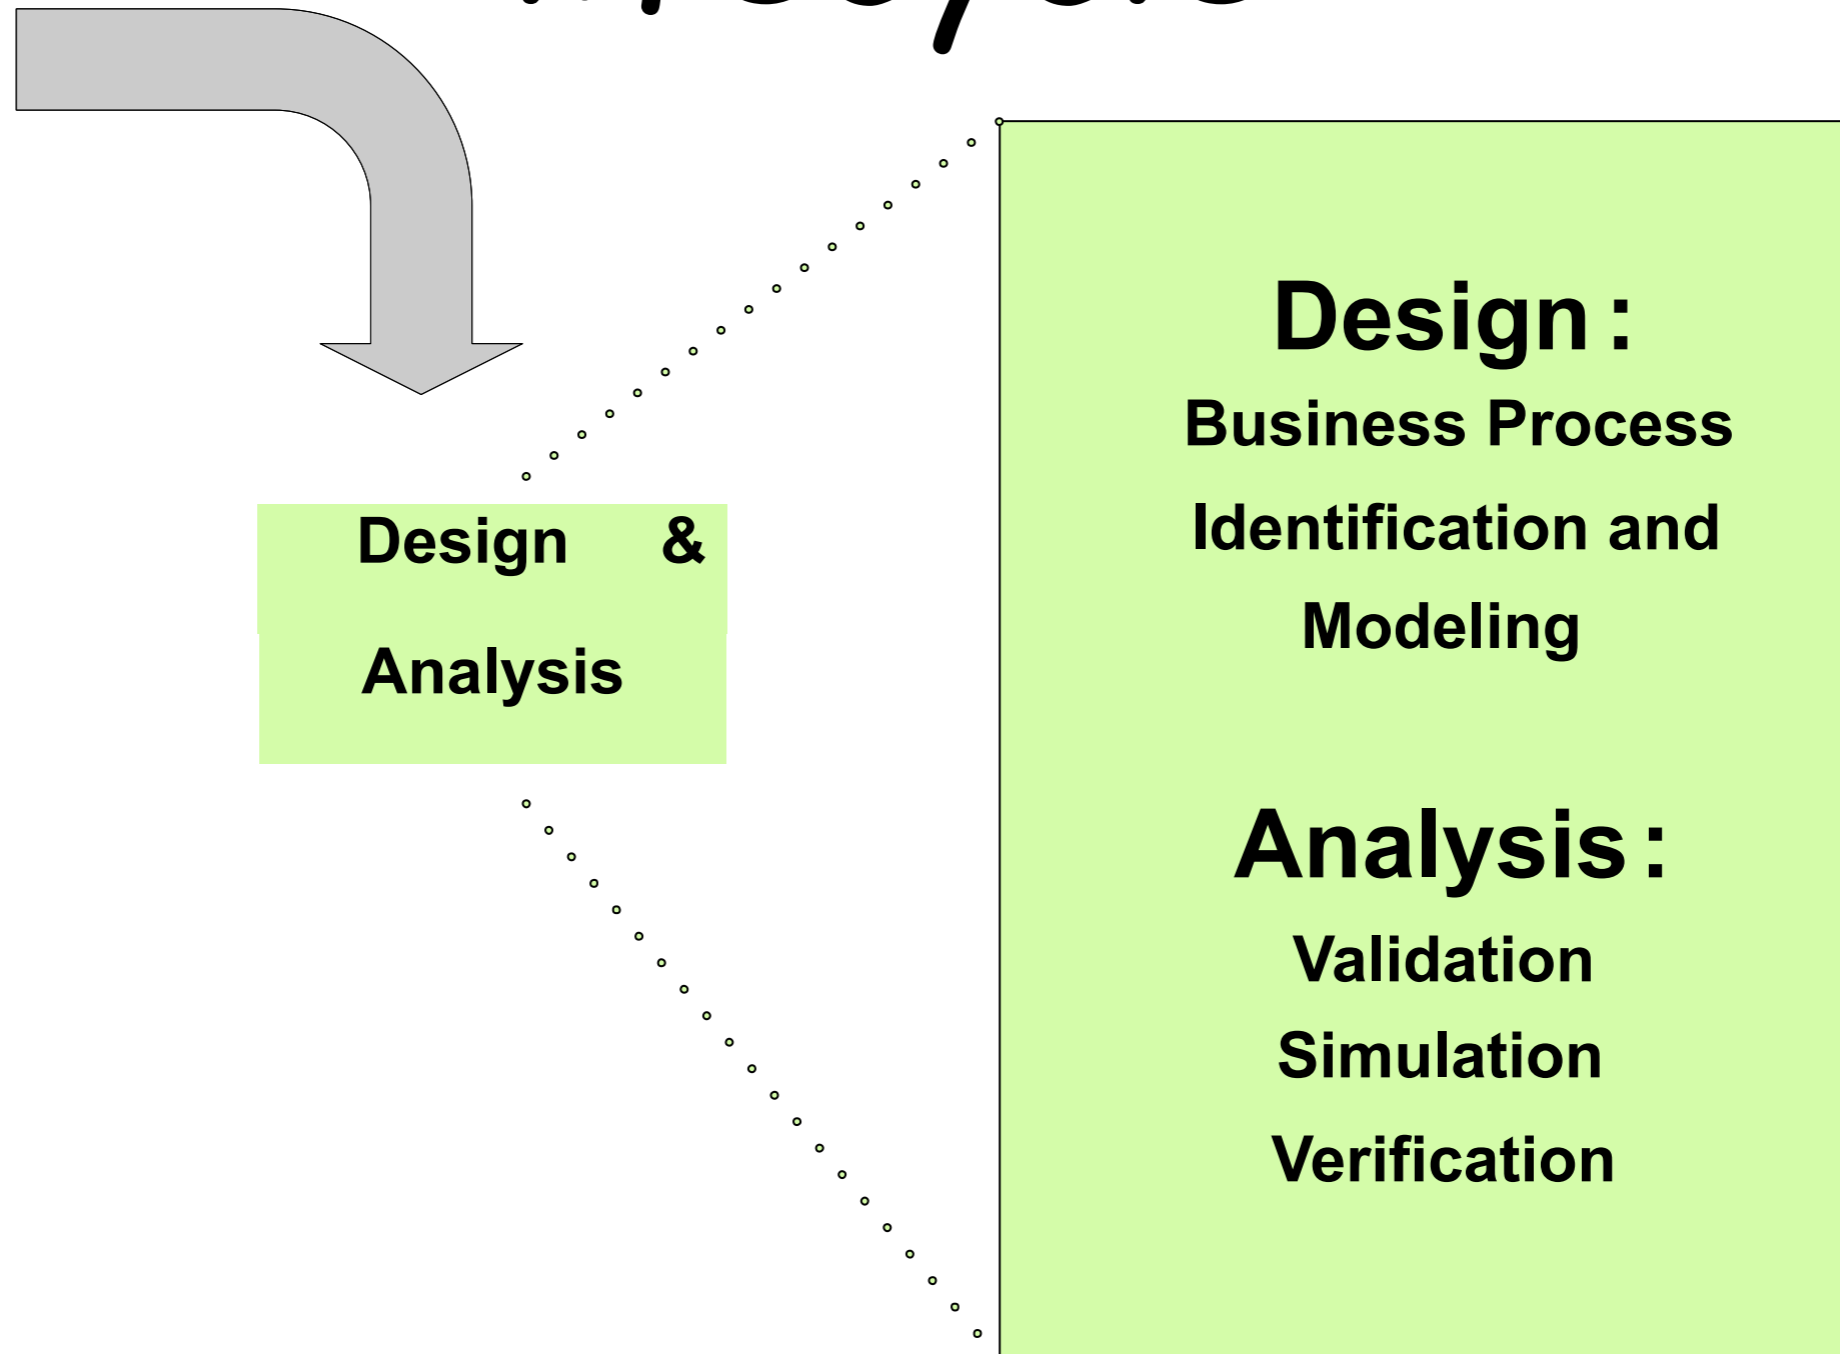 Design &
Analysis
Design :
Business Process
Identification and
Modeling
Analysis :
Validation
Simulation
Verification